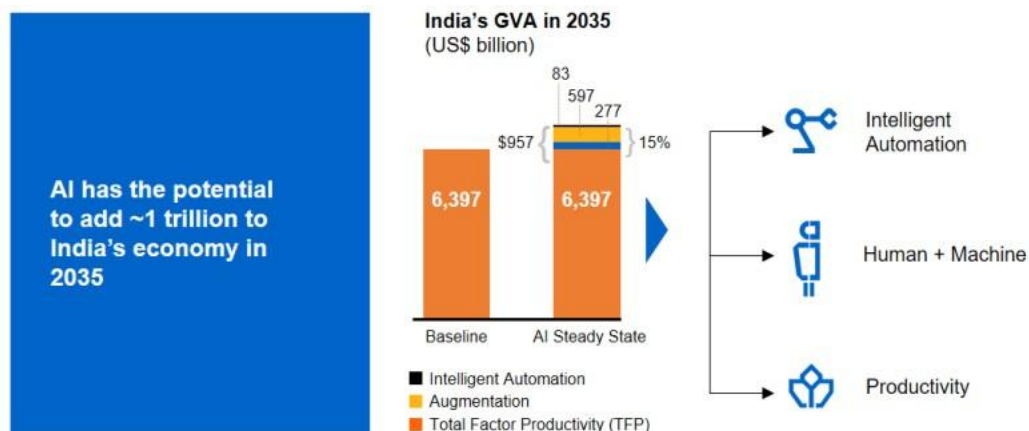 AI has the potential
to add ~1 trillion to
India's economy in
2035
India's GVA in 2035
(US$ billion)
83
597
277
$957
15%
6,397
6,397
Baseline
AI Steady State
Intelligent Automation
Augmentation
Total Factor Productivity (TFP)
Intelligent
Automation
Human + Machine
Productivity